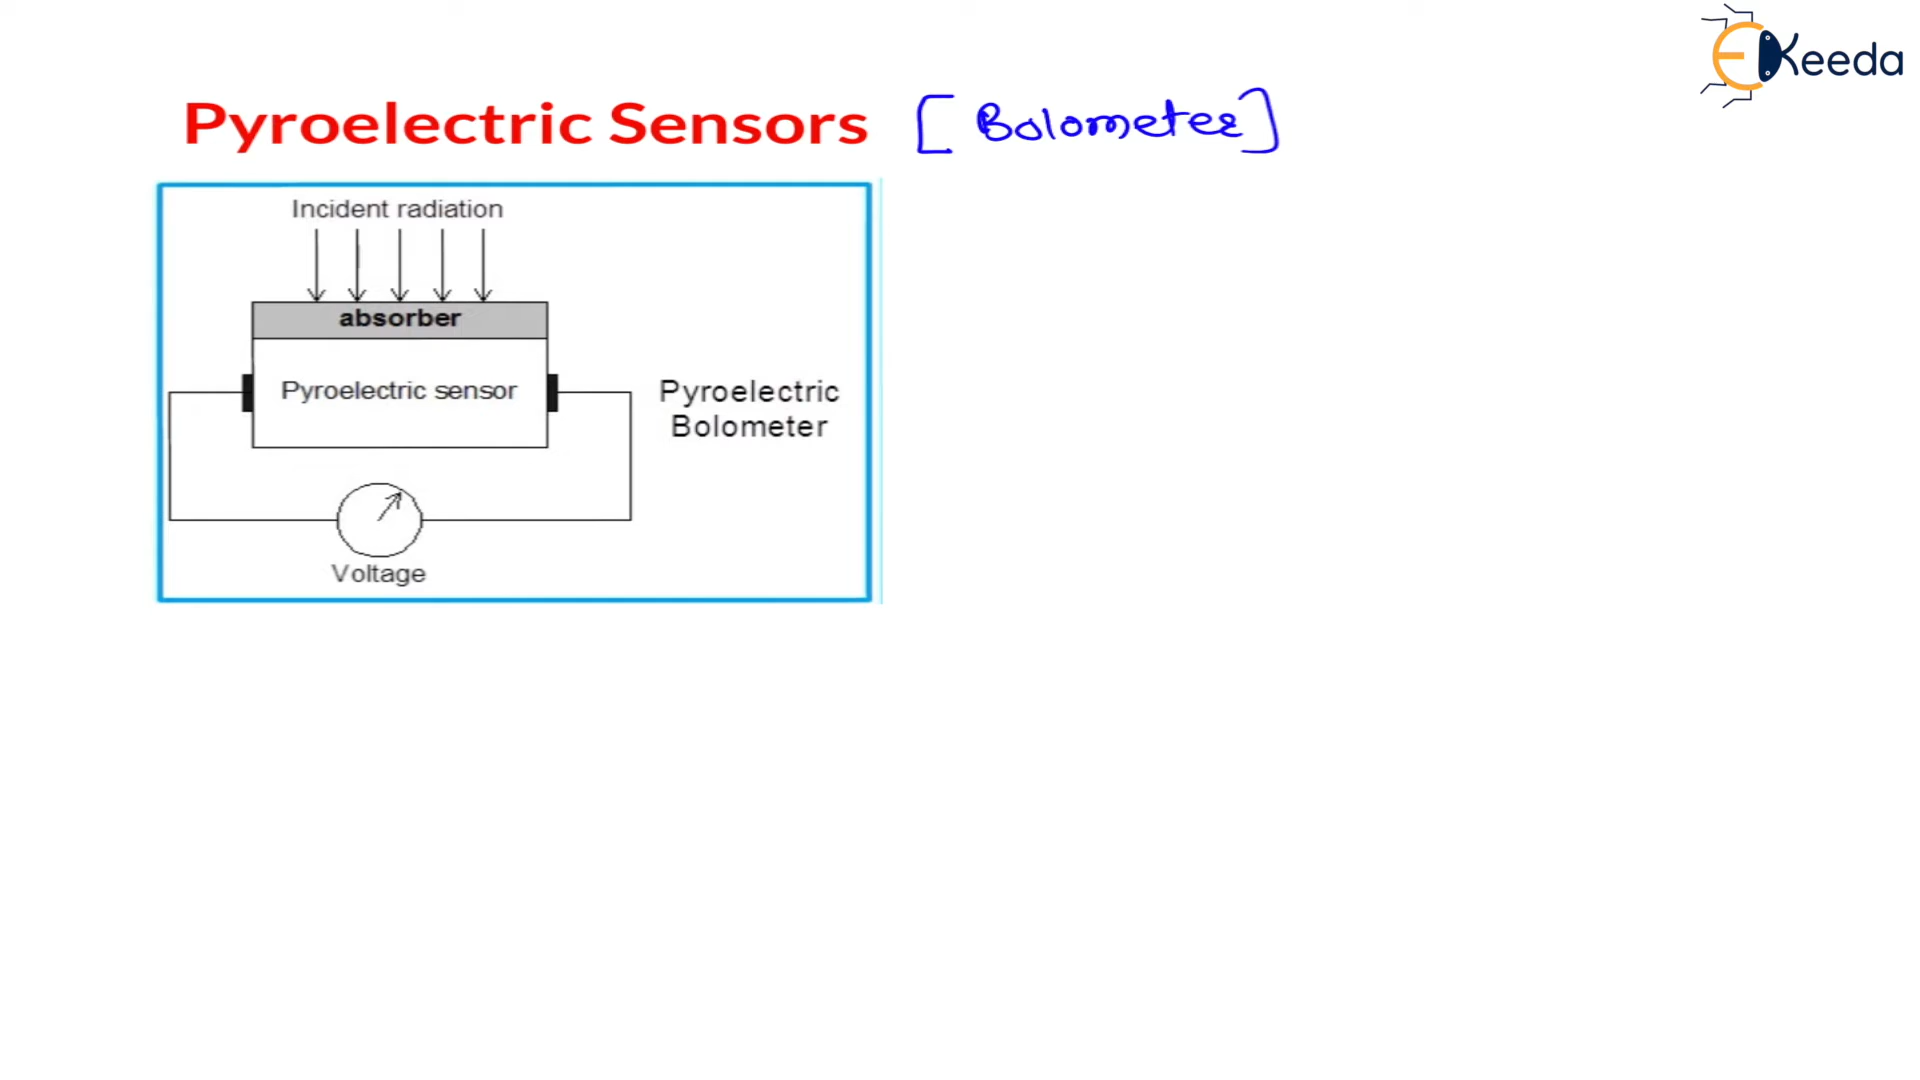 EKeeda
Pyroelectric Sensors [Bolometer]
Incident radiation
absorber
Pyroelectric sensor
Pyroelectric
Bolometer
Voltage